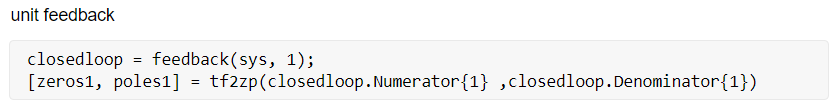 unit feedback
closedloop = feedback(sys, 1);
[zeros1, poles1] = tf2zp(closedloop.Numerator{1} ,closedloop.Denominator{1})